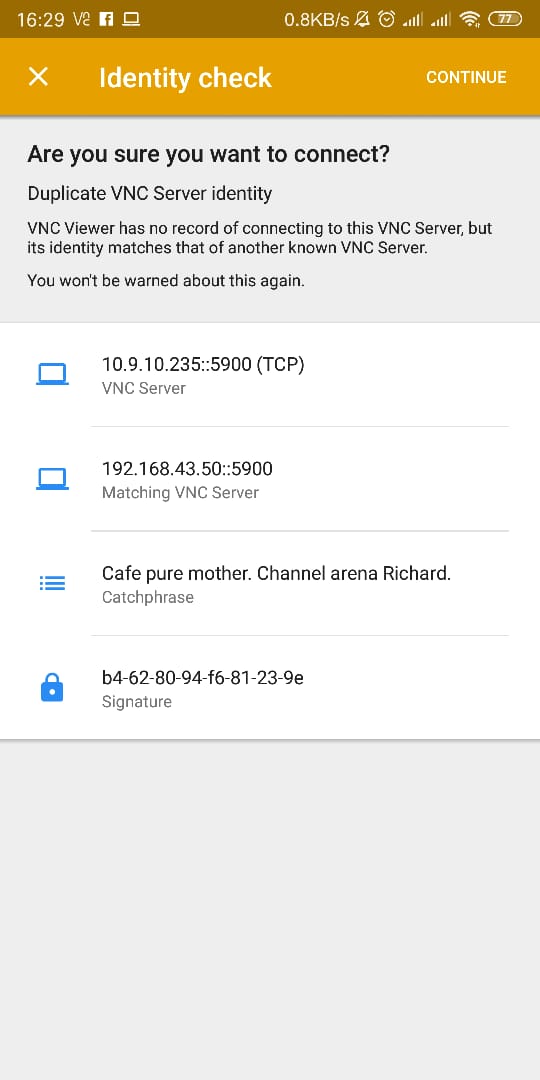 16:29
0.8KB/s
77
Identity check
CONTINUE
Are you sure you want to connect?
Duplicate VNC Server identity
VNC Viewer has no record of connecting to this VNC Server, but
its identity matches that of another known VNC Server.
You won't be warned about this again.
10.9.10.235::5900 (TCP)
VNC Server
192.168.43.50::5900
Matching VNC Server
Cafe pure mother. Channel arena Richard.
Catchphrase
b4-62-80-94-f6-81-23-9e
Signature